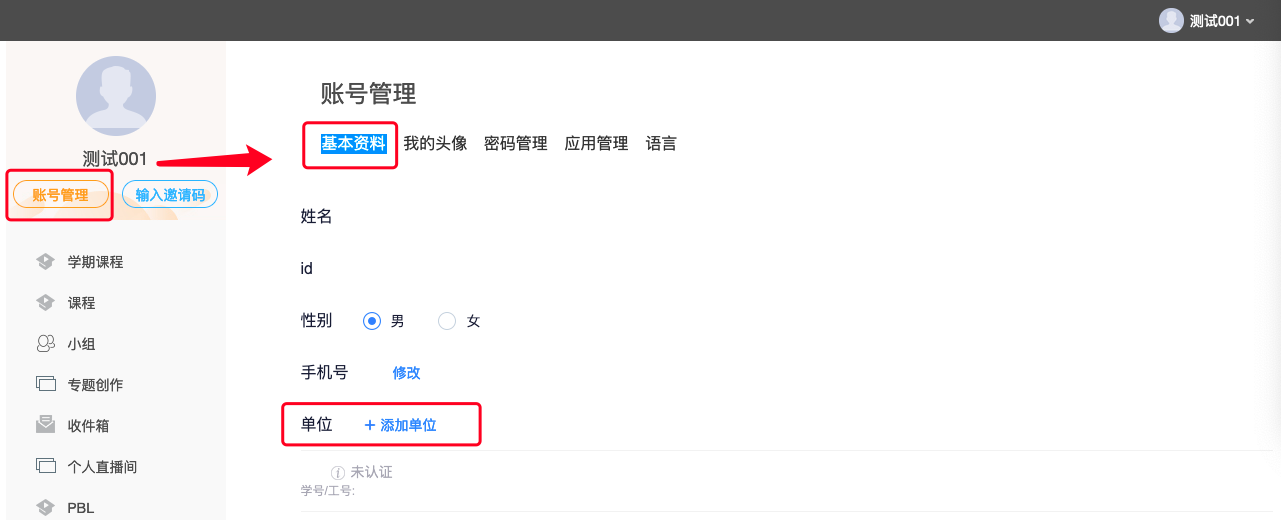 测试001
测试001
账号管理 输入邀请码
学期课程
课程
小组
专题创作
收件箱
个人直播间
PBL
账号管理
基本资料 我的头像 密码管理 应用管理 语言
姓名
id
性别 男 女
手机号 修改
单位 + 添加单位
未认证
学号/工号: